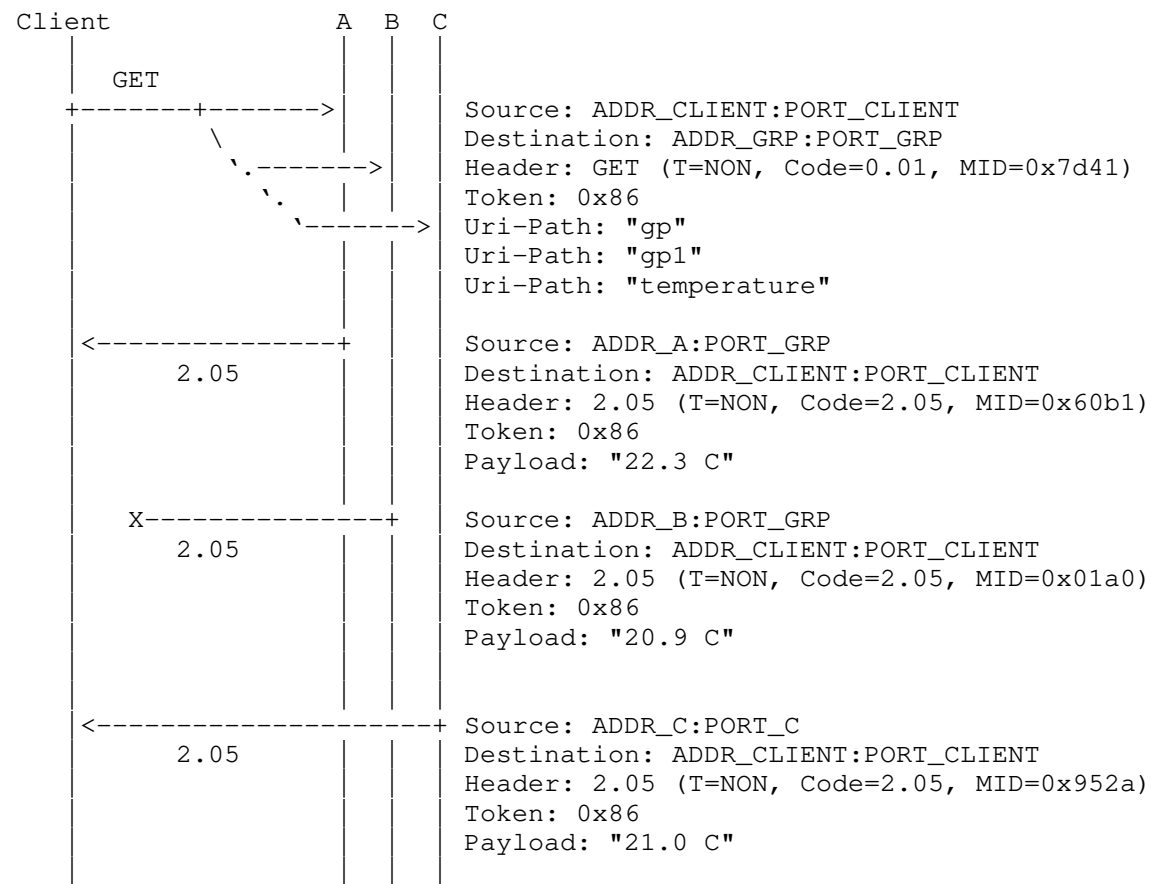 Client A B C
GET
Source: ADDR_CLIENT:PORT_CLIENT
Destination: ADDR_GRP:PORT_GRP
Header: GET (T=NON, Code=0.01, MID=0x7d41)
Token: 0x86
Uri-Path: "gp"
Uri-Path: "gp1"
Uri-Path: "temperature"
Source: ADDR_A:PORT_GRP
2.05 Destination: ADDR_CLIENT:PORT_CLIENT
Header: 2.05 (T=NON, Code=2.05, MID=0x60b1)
Token: 0x86
Payload: "22.3 C"
X Source: ADDR_B:PORT_GRP
2.05 Destination: ADDR_CLIENT:PORT_CLIENT
Header: 2.05 (T=NON, Code=2.05, MID=0x01a0)
Token: 0x86
Payload: "20.9 C"
Source: ADDR_C:PORT_C
2.05 Destination: ADDR_CLIENT:PORT_CLIENT
Header: 2.05 (T=NON, Code=2.05, MID=0x952a)
Token: 0x86
Payload: "21.0 C"